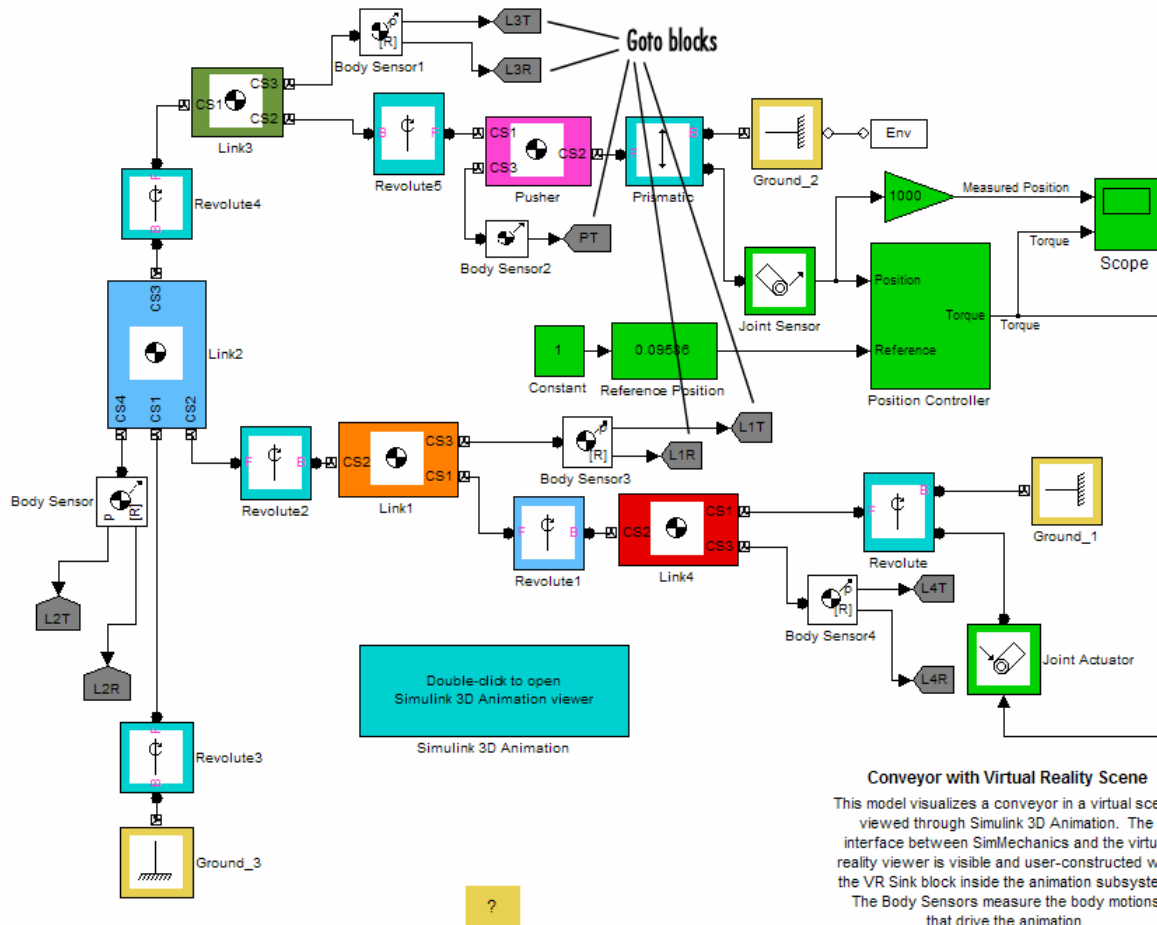 L3T
p
[R]
Body Sensor1
L3R
Goto blocks
CS1
CS3
CS2
Link3
B
F
Revolute5
CS1
CS3
CS2
Pusher
B
F
Prismatic
Ground_2
Env
F
B
Revolute4
Body Sensor2
PT
1000
Measured Position
Torque
Scope
Joint Sensor
Position
Torque
Reference
Torque
Position Controller
1
Constant
0.09536
Reference Position
CS3
Link2
CS4
CS1
CS2
F
B
Revolute2
CS2
CS3
CS1
Link1
p
[R]
Body Sensor3
L1T
L1R
Body Sensor
p
[R]
L2T
L2R
F
B
Revolute1
CS2
CS1
CS3
Link4
B
F
Revolute
Ground_1
p
[R]
Body Sensor4
L4T
L4R
Joint Actuator
Double-click to open
Simulink 3D Animation viewer
Simulink 3D Animation
F
B
Revolute3
Ground_3
?
Conveyor with Virtual Reality Scene
This model visualizes a conveyor in a virtual sce
viewed through Simulink 3D Animation. The
interface between SimMechanics and the virtu
reality viewer is visible and user-constructed w
the VR Sink block inside the animation subsyste
The Body Sensors measure the body motions
that drive the animation